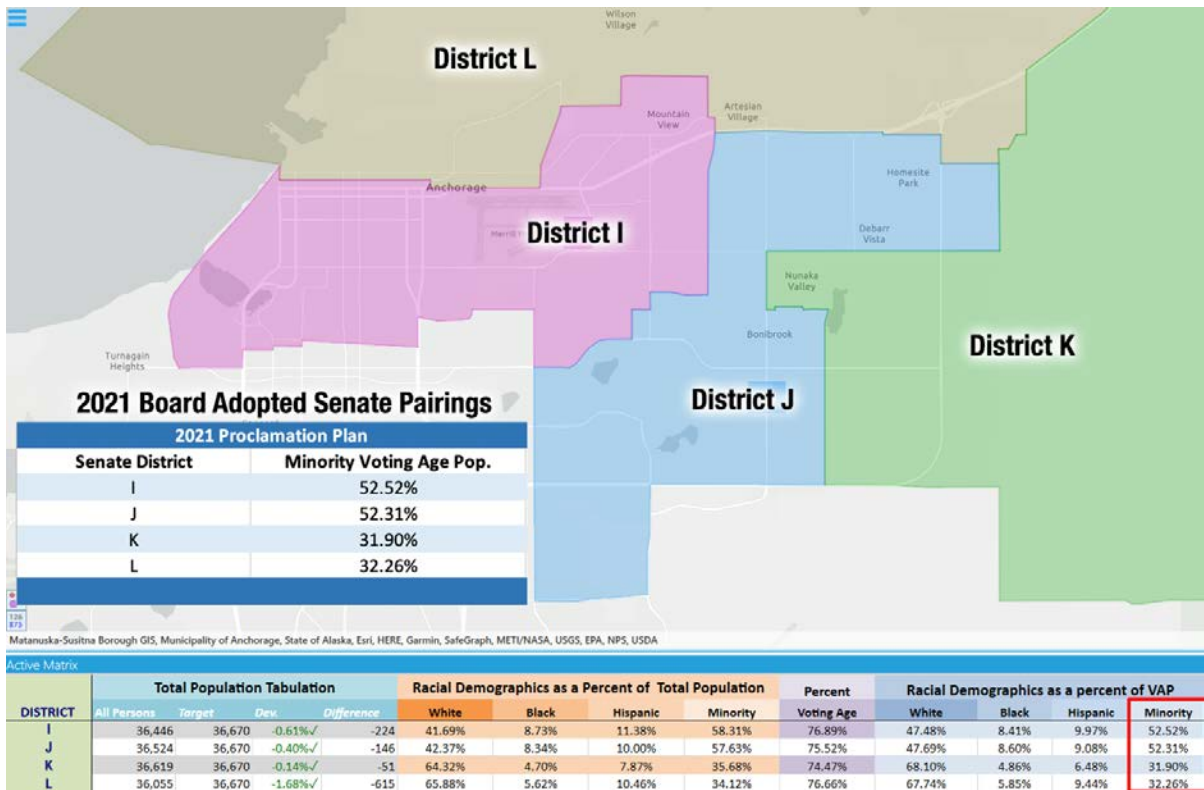 Wilson
Village
District L
Mountain
View
Artesian
Village
Anchorage
Homesite
Park
District I
Debarr
Vista
Nunaka
Valley
Bonibrook
District K
Turnagain
Heights
District J
2021 Board Adopted Senate Pairings
2021 Proclamation Plan
Senate District Minority Voting Age Pop.
I 52.52%
J 52.31%
K 31.90%
L 32.26%
126
873
Matanuska-Susitna Borough GIS, Municipality of Anchorage, State of Alaska, Esri, HERE, Garmin, SafeGraph, METI/NASA, USGS, EPA, NPS, USDA
Active Matrix
Total Population Tabulation Racial Demographics as a Percent of Total Population Percent Racial Demographics as a percent of VAP
DISTRICT All Persons Target Dev. Difference White Black Hispanic Minority Voting Age White Black Hispanic Minority
I 36,446 36,670 -0.61%✓ -224 41.69% 8.73% 11.38% 58.31% 76.89% 47.48% 8.41% 9.97% 52.52%
J 36,524 36,670 -0.40%✓ -146 42.37% 8.34% 10.00% 57.63% 75.52% 47.69% 8.60% 9.08% 52.31%
K 36,619 36,670 -0.14%✓ -51 64.32% 4.70% 7.87% 35.68% 74.47% 68.10% 4.86% 6.48% 31.90%
L 36,055 36,670 -1.68%✓ -615 65.88% 5.62% 10.46% 34.12% 76.66% 67.74% 5.85% 9.44% 32.26%